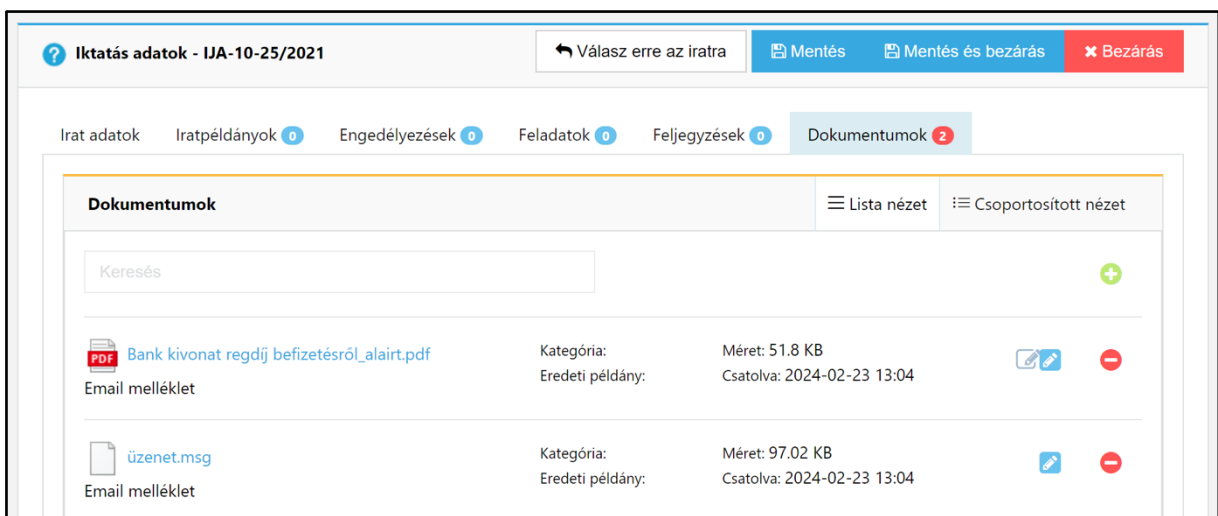 ? Iktatás adatok - IJA-10-25/2021 Válasz erre az iratra Mentés Mentés és bezárás Bezárás
Irat adatok Iratpéldányok 0 Engedélyezések 0 Feladatok 0 Feljegyzések 0 Dokumentumok 2
Dokumentumok Lista nézet Csoportosított nézet
Keresés
PDF Bank kivonat regdíj befizetésről_alairt.pdf Kategória: Méret: 51.8 KB
Email melléklet Eredeti példány: Csatolva: 2024-02-23 13:04
üzenet.msg Kategória: Méret: 97.02 KB
Email melléklet Eredeti példány: Csatolva: 2024-02-23 13:04